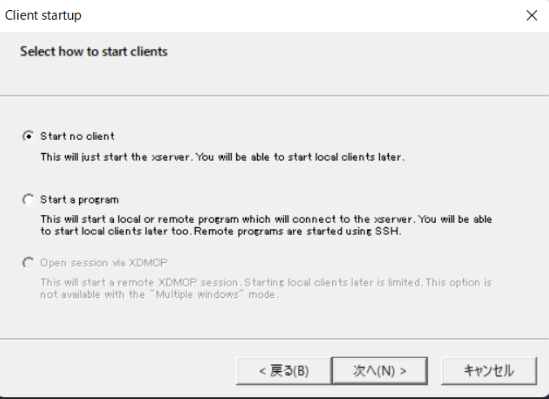 Client startup
Select how to start clients
Start no client
This will just start the xserver. You will be able to start local clients later.
Start a program
This will start a local or remote program which will connect to the xserver. You will be able
to start local clients later too. Remote programs are started using SSH.
Open session via XDMCP
This will start a remote XDMCP session. Starting local clients later is limited. This option is
not available with the "Multiple windows" mode.
< 戻る(B) 次へ(N) > キャンセル